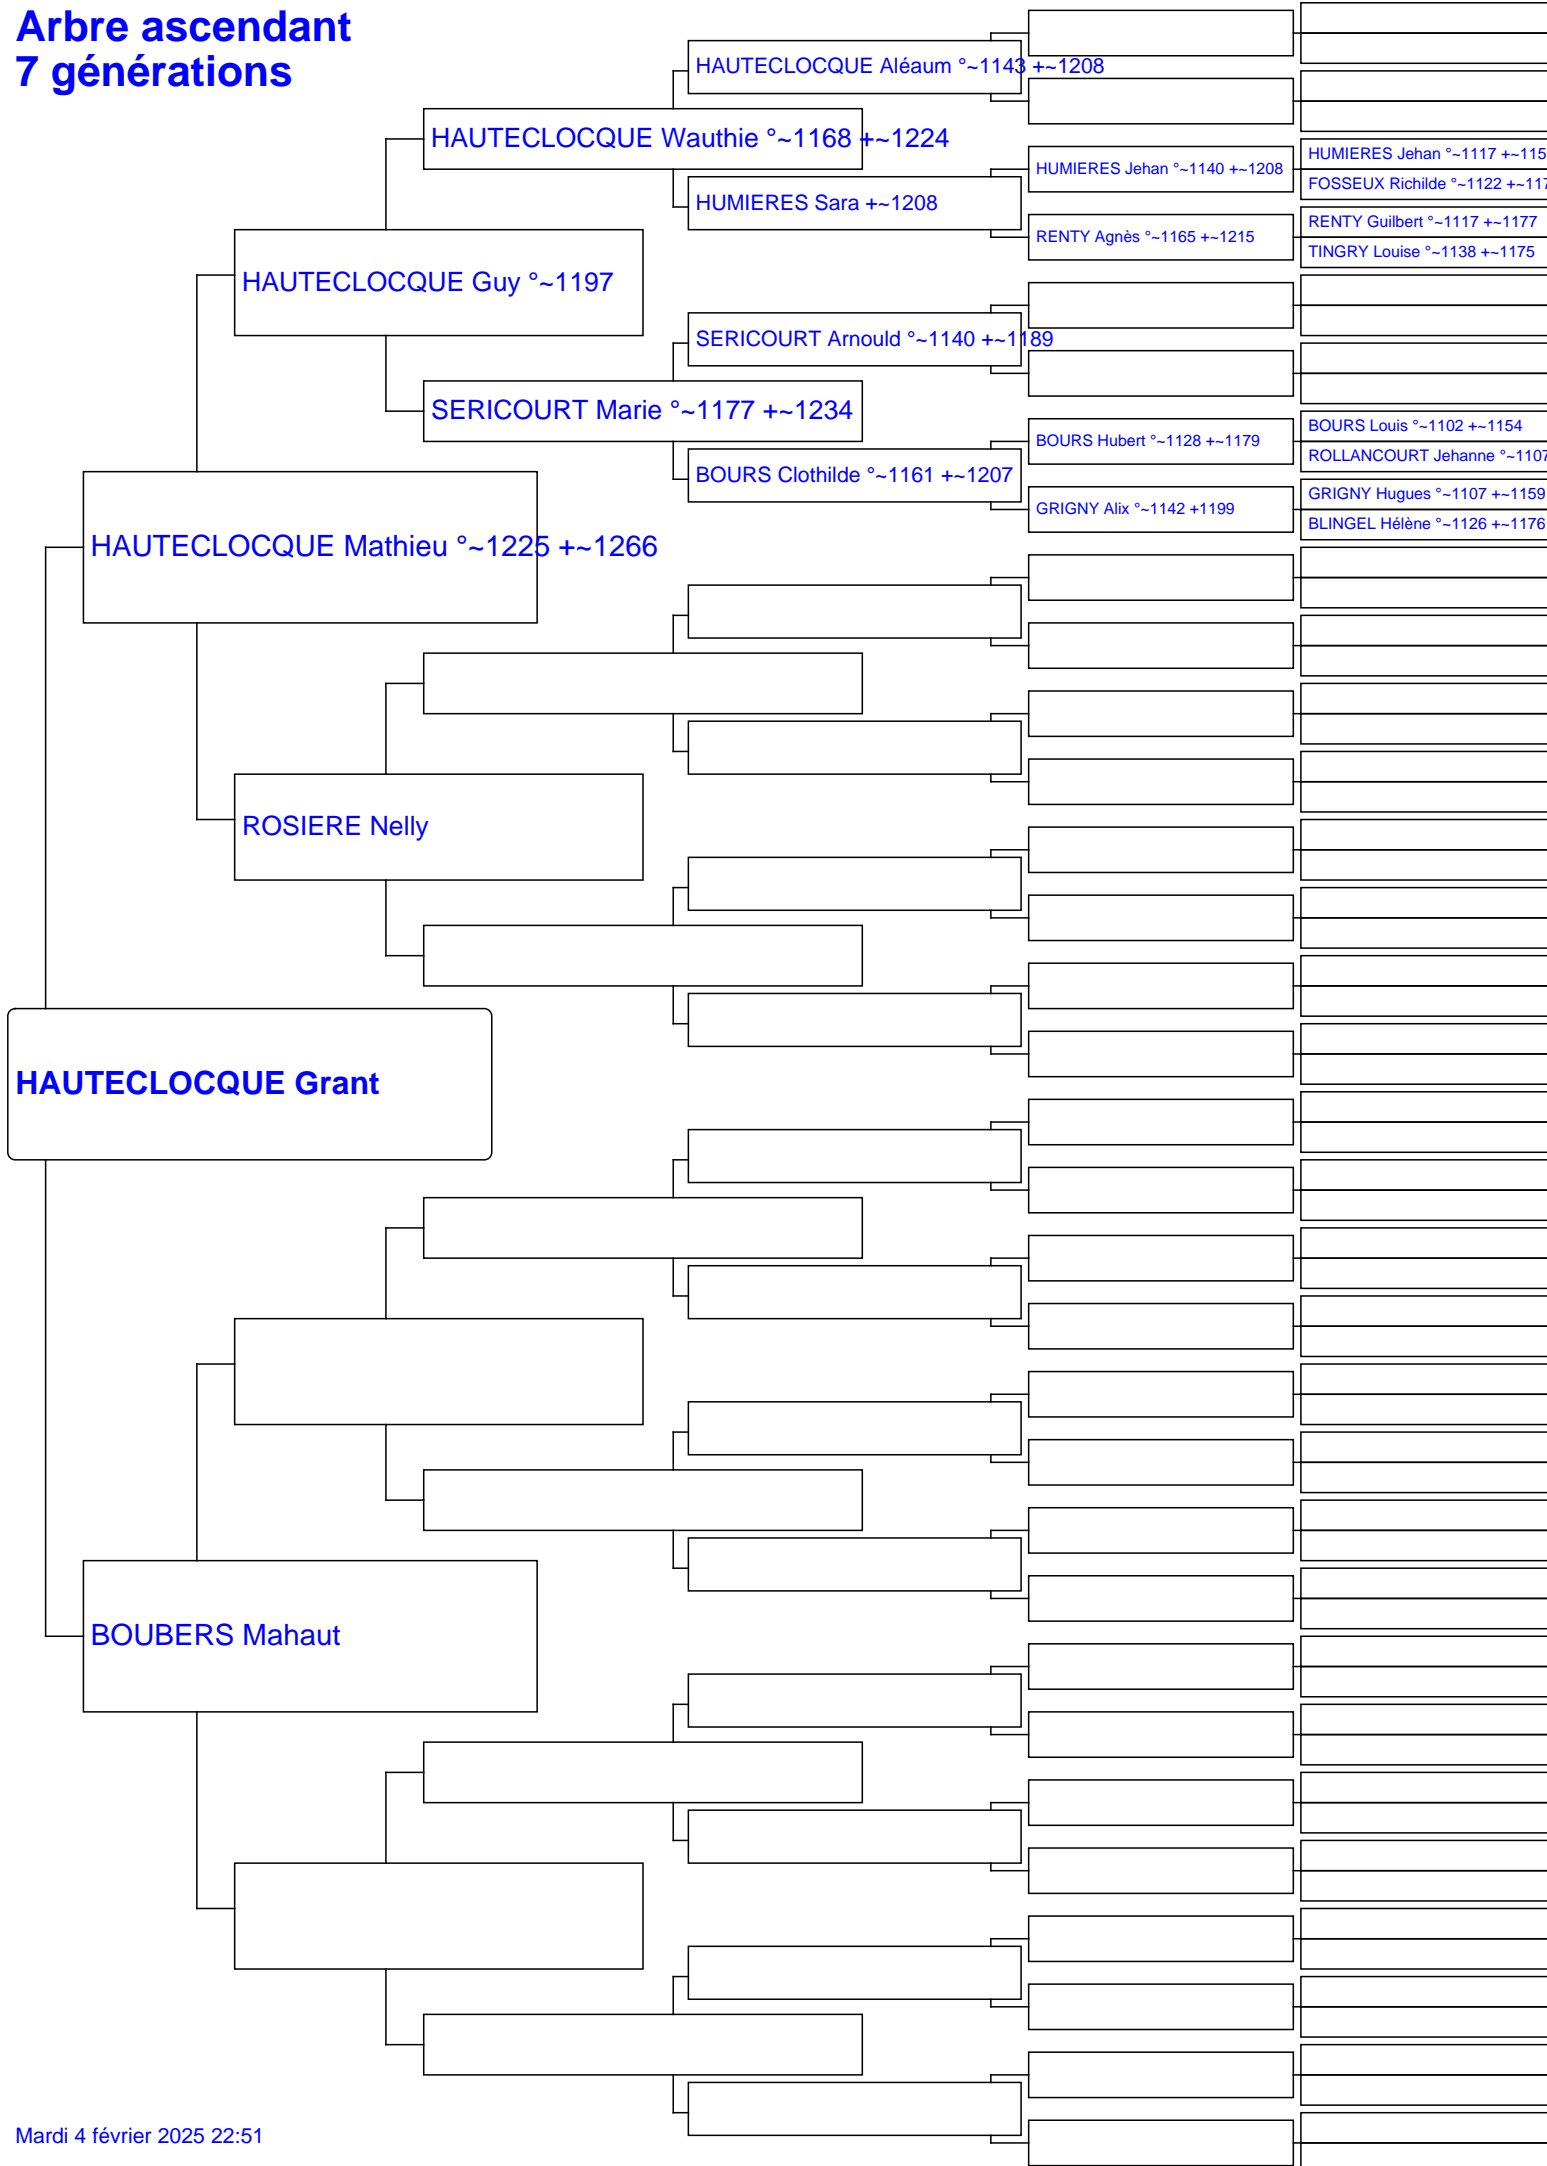 Arbre ascendant
7 générations
HAUTECLOCQUE Aléaum °~1143 +~1208
HAUTECLOCQUE Wauthie °~1168 +~1224
HUMIERES Jehan °~1117 +~115
HUMIERES Jehan °~1140 +~1208
FOSSEUX Richilde °~1122 +~117
HUMIERES Sara +~1208
RENTY Guilbert °~1117 +~1177
RENTY Agnès °~1165 +~1215
TINGRY Louise °~1138 +~1175
HAUTECLOCQUE Guy °~1197
SERICOURT Arnould °~1140 +~1189
SERICOURT Marie °~1177 +~1234
BOURS Louis °~1102 +~1154
BOURS Hubert °~1128 +~1179
ROLLANCOURT Jehanne °~1107
BOURS Clothilde °~1161 +~1207
GRIGNY Hugues °~1107 +~1159
GRIGNY Alix °~1142 +1199
BLINGEL Hélène °~1126 +~1176
HAUTECLOCQUE Mathieu °~1225 +~1266
ROSIERE Nelly
HAUTECLOCQUE Grant
BOUBERS Mahaut
Mardi 4 février 2025 22:51